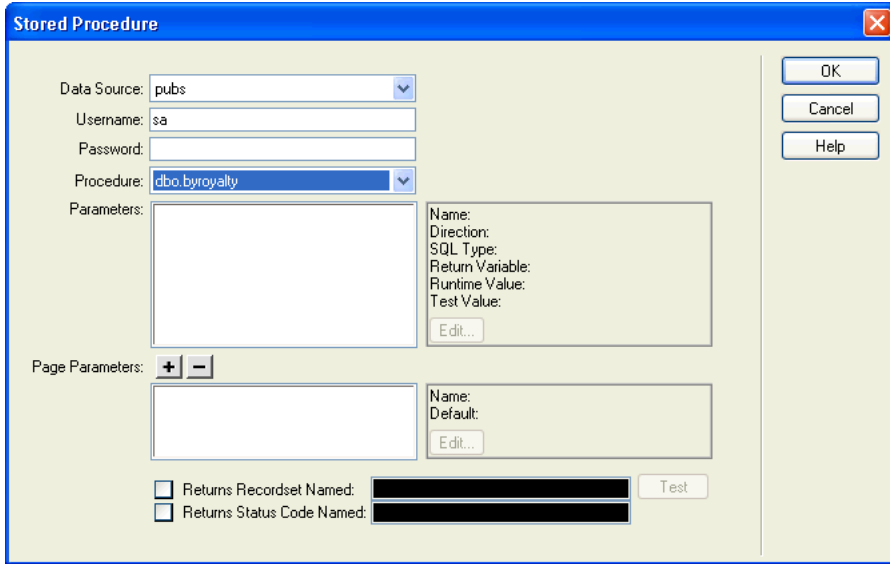 Stored Procedure
OK
Data Source: pubs
Cancel
Username: sa
Password:
Help
Procedure: dbo.byroyalty
Parameters:
Name:
Direction:
SQL Type:
Return Variable:
Runtime Value:
Test Value:
Edit...
Page Parameters: + −
Name:
Default:
Edit...
Returns Recordset Named:
Test
Returns Status Code Named: